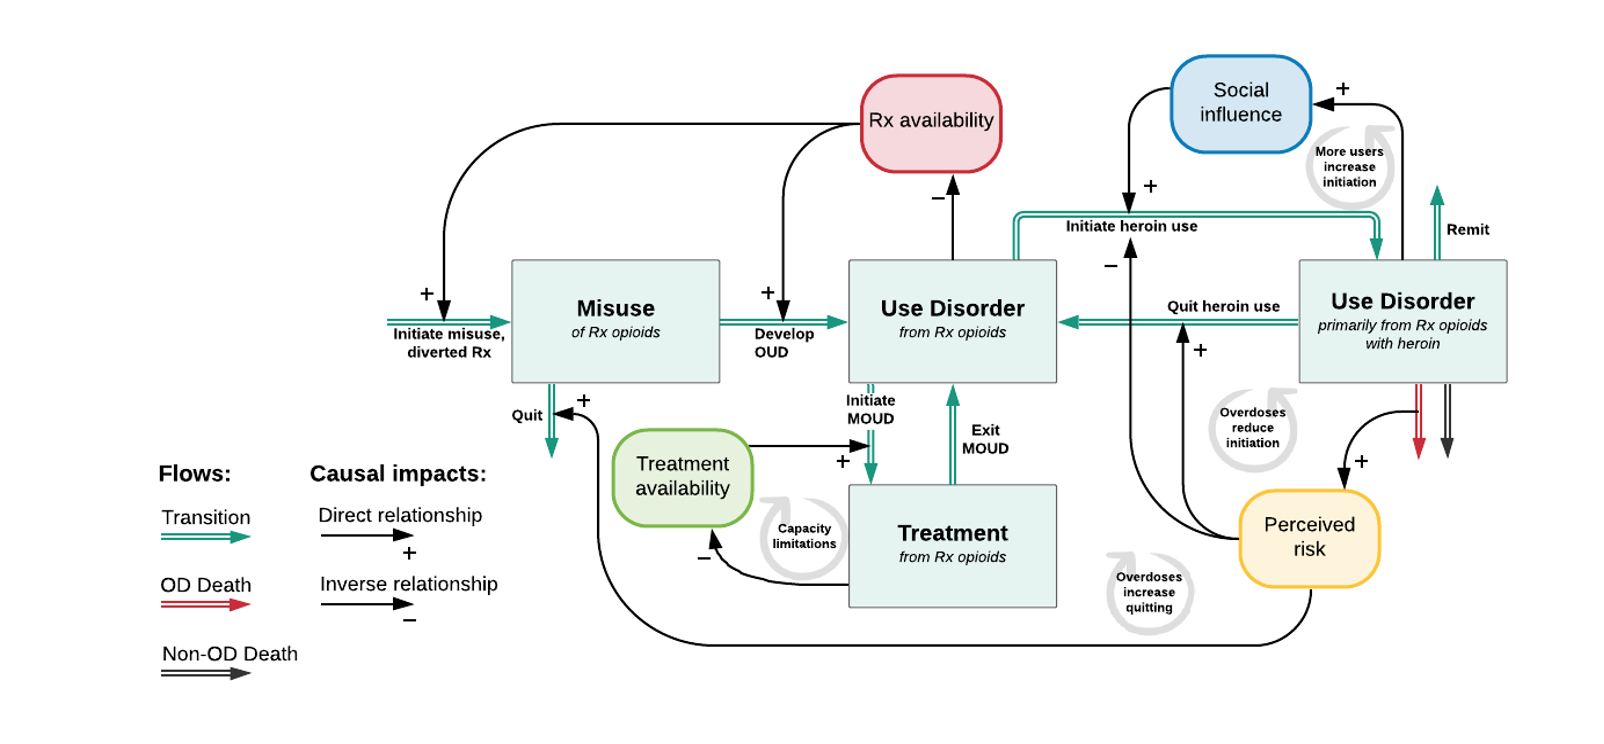 Social
influence
+
Rx availability
More users
increase
initiation
+
−
Initiate heroin use
Remit
−
+
+
Misuse
of Rx opioids
Use Disorder
from Rx opioids
Quit heroin use
Use Disorder
primarily from Rx opioids
with heroin
Initiate misuse,
diverted Rx
Develop
OUD
+
Quit
+
Initiate
MOUD
Exit
MOUD
Overdoses
reduce
initiation
+
+
Treatment
availability
Flows:
Causal impacts:
Transition
Direct relationship
+
Capacity
limitations
Treatment
from Rx opioids
Perceived
risk
−
OD Death
Inverse relationship
−
Overdoses
increase
quitting
Non-OD Death